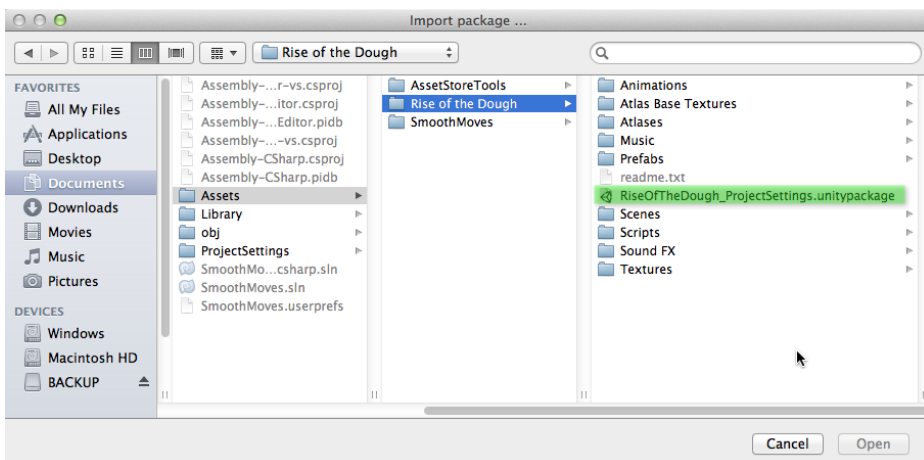 Import package ...
Rise of the Dough
FAVORITES
All My Files
Applications
Desktop
Documents
Downloads
Movies
Music
Pictures
DEVICES
Windows
Macintosh HD
BACKUP
Assembly-...r-vs.csproj
Assembly-...itor.csproj
Assembly-...Editor.pidb
Assembly-...-vs.csproj
Assembly-CSharp.csproj
Assembly-CSharp.pidb
Assets
Library
obj
ProjectSettings
SmoothMo...csharp.sln
SmoothMoves.sln
SmoothMoves.userprefs
AssetStoreTools
Rise of the Dough
SmoothMoves
Animations
Atlas Base Textures
Atlases
Music
Prefabs
readme.txt
RiseOfTheDough_ProjectSettings.unitypackage
Scenes
Scripts
Sound FX
Textures
Cancel
Open